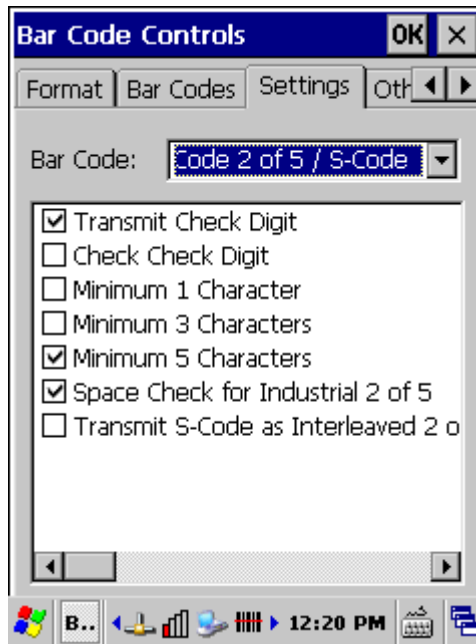 Bar Code Controls OK ×
Format Bar Codes Settings Oth
Bar Code: Code 2 of 5 / S-Code
Transmit Check Digit
Check Check Digit
Minimum 1 Character
Minimum 3 Characters
Minimum 5 Characters
Space Check for Industrial 2 of 5
Transmit S-Code as Interleaved 2 o
B.. 12:20 PM